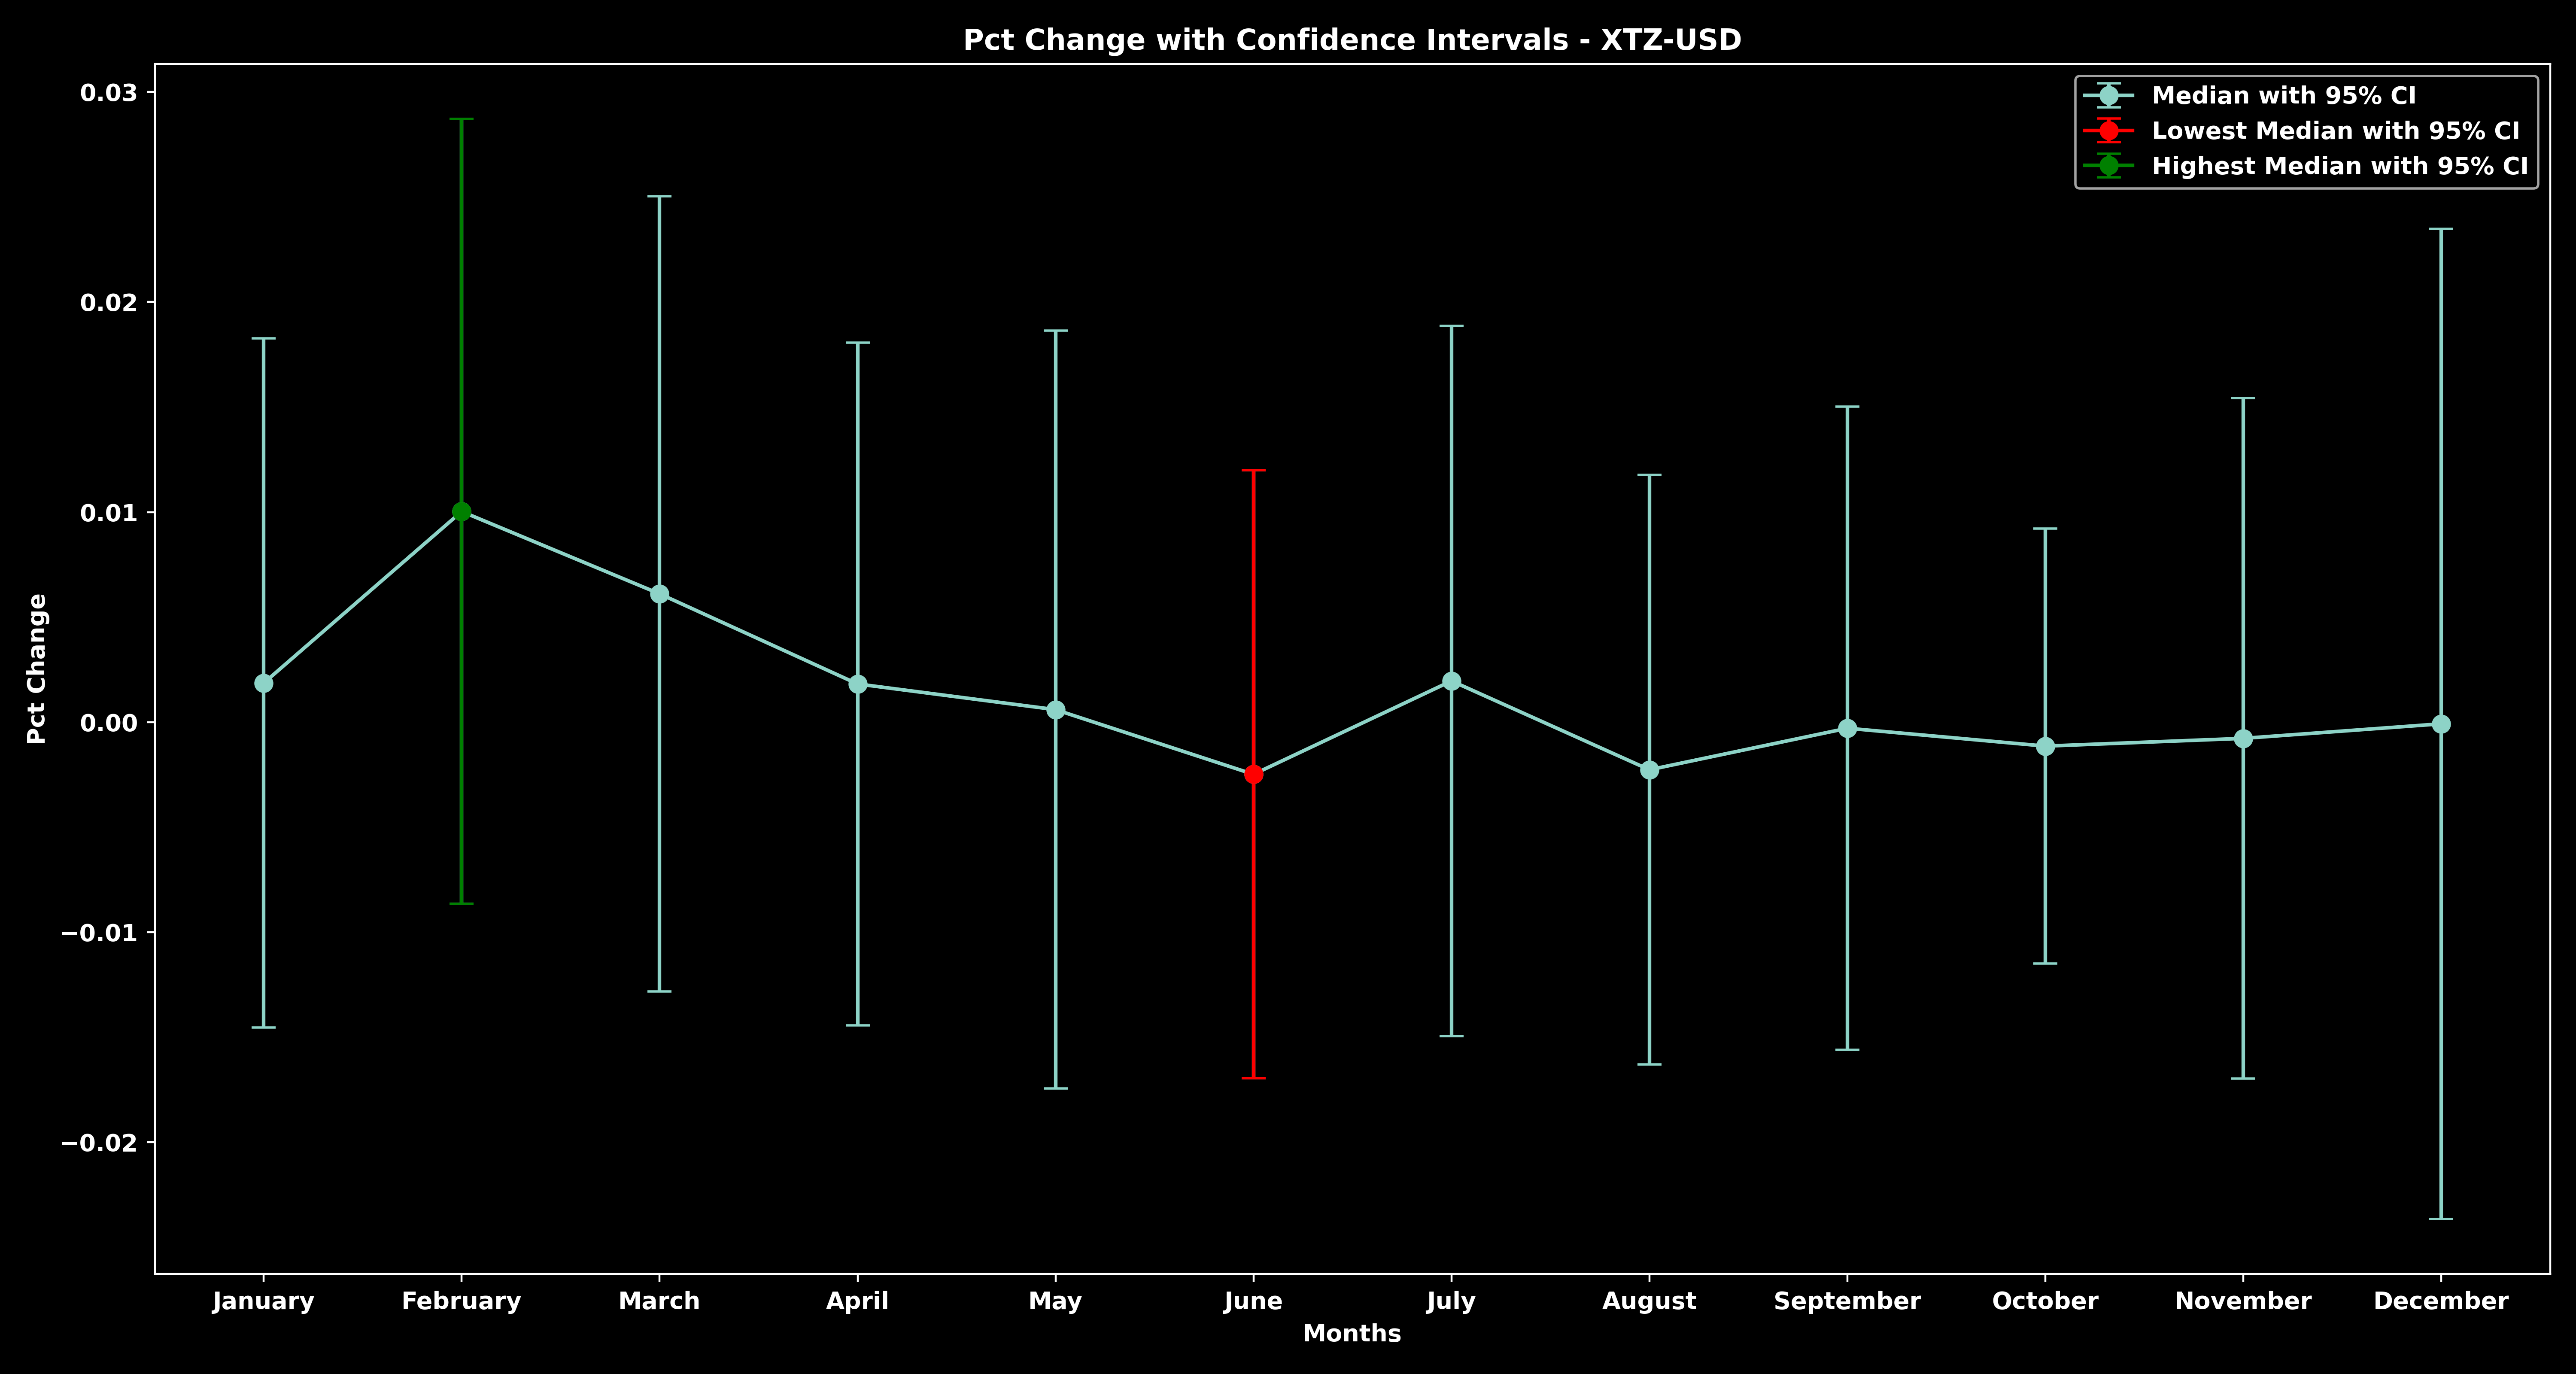 Pct Change with Confidence Intervals - XTZ-USD
Median with 95% CI
Lowest Median with 95% CI
Highest Median with 95% CI
Pct Change
0.03
0.02
0.01
0.00
−0.01
−0.02
January February March April May June July August September October November December
Months